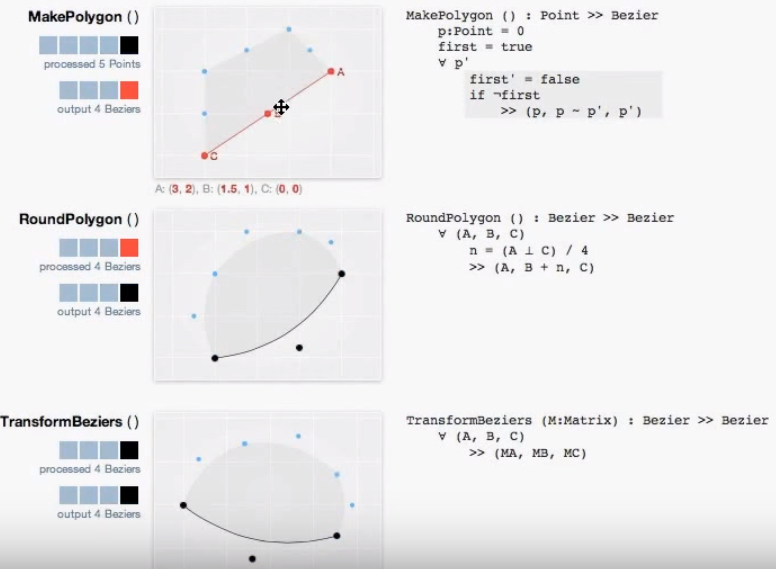 MakePolygon ()
processed 5 Points
output 4 Beziers
A
C
A: (3, 2), B: (1.5, 1), C: (0, 0)
MakePolygon () : Point >> Bezier
p:Point = 0
first = true
∀ p'
first' = false
if ¬first
>> (p, p ~ p', p')
RoundPolygon ()
processed 4 Beziers
output 4 Beziers
RoundPolygon () : Bezier >> Bezier
∀ (A, B, C)
n = (A ⊥ C) / 4
>> (A, B + n, C)
TransformBeziers ()
processed 4 Beziers
output 4 Beziers
TransformBeziers (M:Matrix) : Bezier >> Bezier
∀ (A, B, C)
>> (MA, MB, MC)